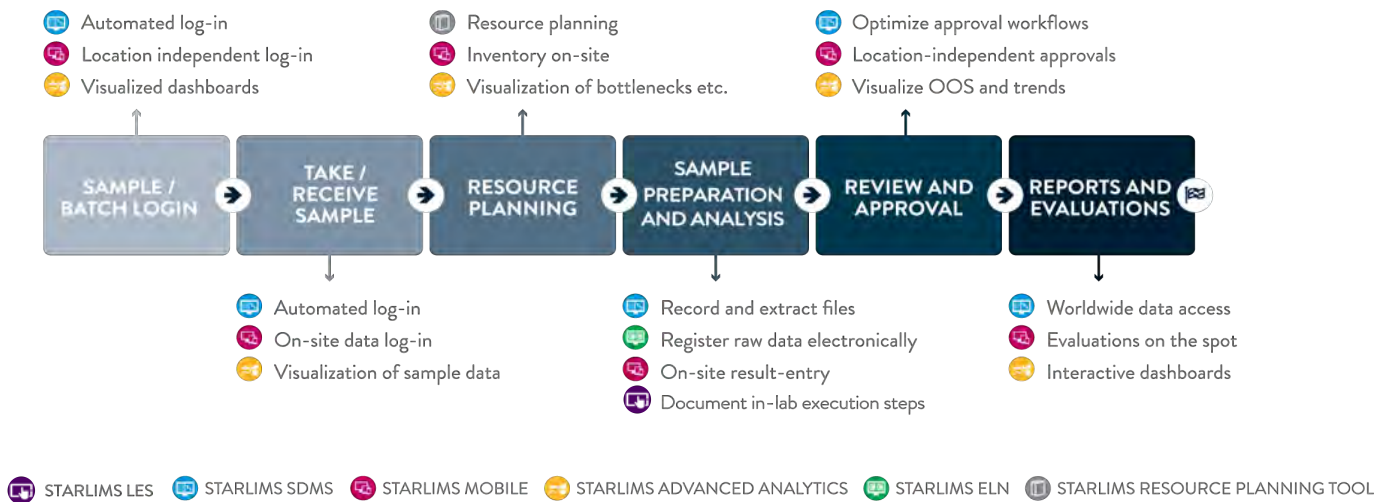 Automated log-in
Location independent log-in
Visualized dashboards
Resource planning
Inventory on-site
Visualization of bottlenecks etc.
Optimize approval workflows
Location-independent approvals
Visualize OOS and trends
SAMPLE /
BATCH LOGIN
TAKE /
RECEIVE
SAMPLE
RESOURCE
PLANNING
SAMPLE
PREPARATION
AND ANALYSIS
REVIEW AND
APPROVAL
REPORTS AND
EVALUATIONS
Automated log-in
On-site data log-in
Visualization of sample data
Record and extract files
Register raw data electronically
On-site result-entry
Document in-lab execution steps
Worldwide data access
Evaluations on the spot
Interactive dashboards
STARLIMS LES
STARLIMS SDMS
STARLIMS MOBILE
STARLIMS ADVANCED ANALYTICS
STARLIMS ELN
STARLIMS RESOURCE PLANNING TOOL